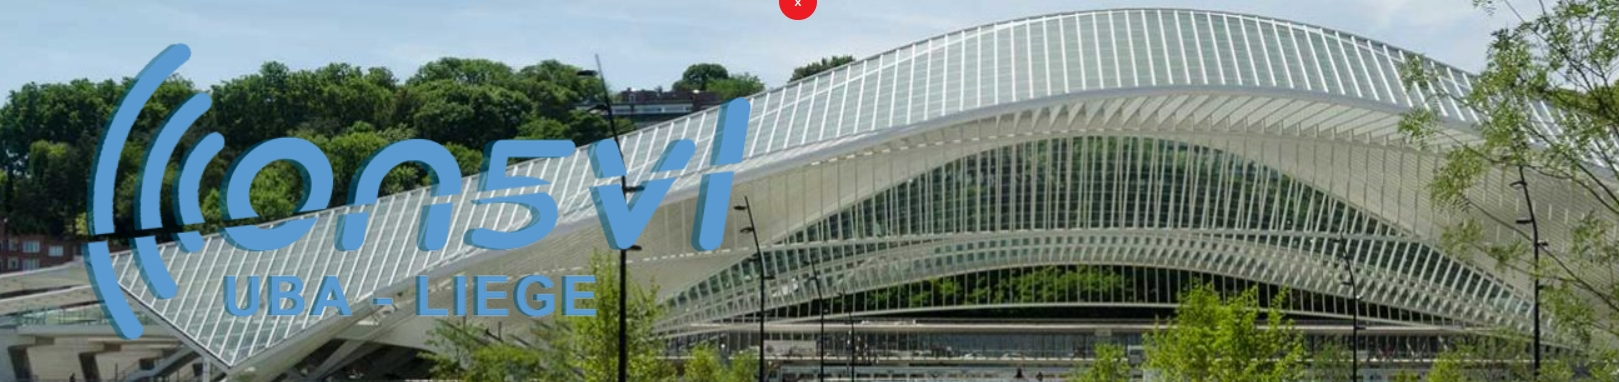 x
on5vl
UBA - LIEGE